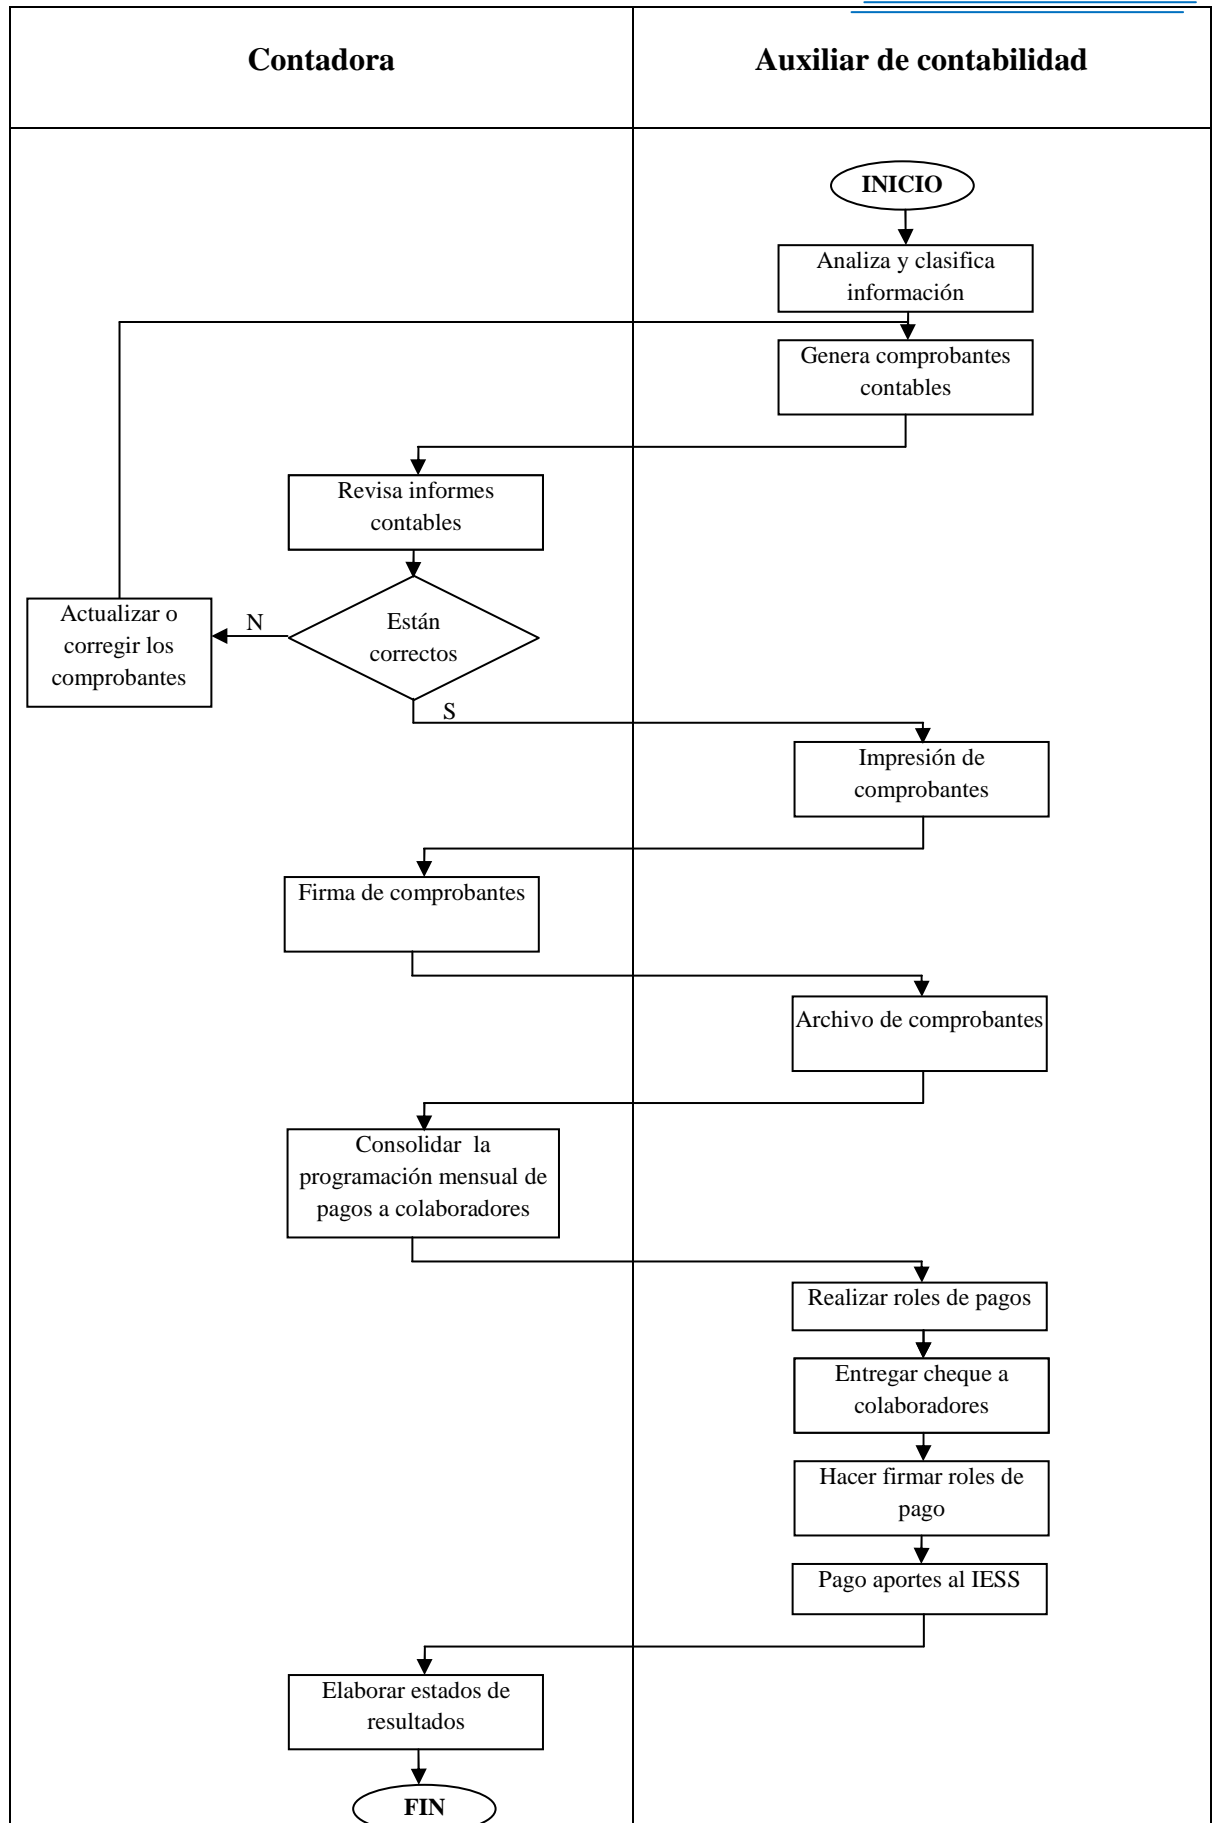 Contadora
Auxiliar de contabilidad
INICIO
Analiza y clasifica
información
Genera comprobantes
contables
Revisa informes
contables
Están
correctos
N
Actualizar o
corregir los
comprobantes
S
Impresión de
comprobantes
Firma de comprobantes
Archivo de comprobantes
Consolidar la
programación mensual de
pagos a colaboradores
Realizar roles de pagos
Entregar cheque a
colaboradores
Hacer firmar roles de
pago
Pago aportes al IESS
Elaborar estados de
resultados
FIN